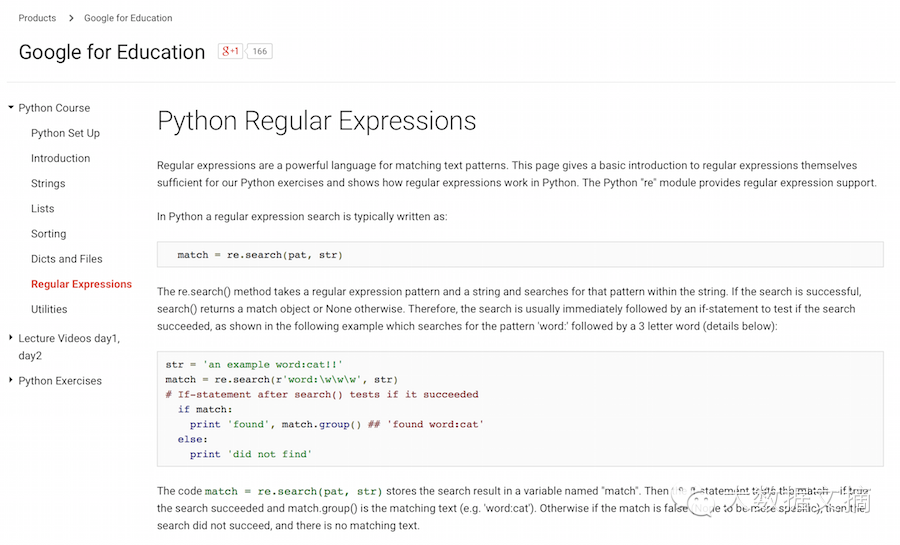 Products > Google for Education
Google for Education g+1 166
Python Course
Python Set Up
Introduction
Strings
Lists
Sorting
Dicts and Files
Regular Expressions
Utilities
Lecture Videos day1,
day2
Python Exercises
Python Regular Expressions
Regular expressions are a powerful language for matching text patterns. This page gives a basic introduction to regular expressions themselves
sufficient for our Python exercises and shows how regular expressions work in Python. The Python "re" module provides regular expression support.
In Python a regular expression search is typically written as:
match = re.search(pat, str)
The re.search() method takes a regular expression pattern and a string and searches for that pattern within the string. If the search is successful,
search() returns a match object or None otherwise. Therefore, the search is usually immediately followed by an if-statement to test if the search
succeeded, as shown in the following example which searches for the pattern 'word:' followed by a 3 letter word (details below):
str = 'an example word:cat!!'
match = re.search(r'word:\w\w\w', str)
# If-statement after search() tests if it succeeded
if match:
print 'found', match.group() ## 'found word:cat'
else:
print 'did not find'
The code match = re.search(pat, str) stores the search result in a variable named "match". Then the if-statement tests the match -- if true
the search succeeded and match.group() is the matching text (e.g. 'word:cat'). Otherwise if the match is false (None to be more specific), then the
search did not succeed, and there is no matching text.
大数据文摘